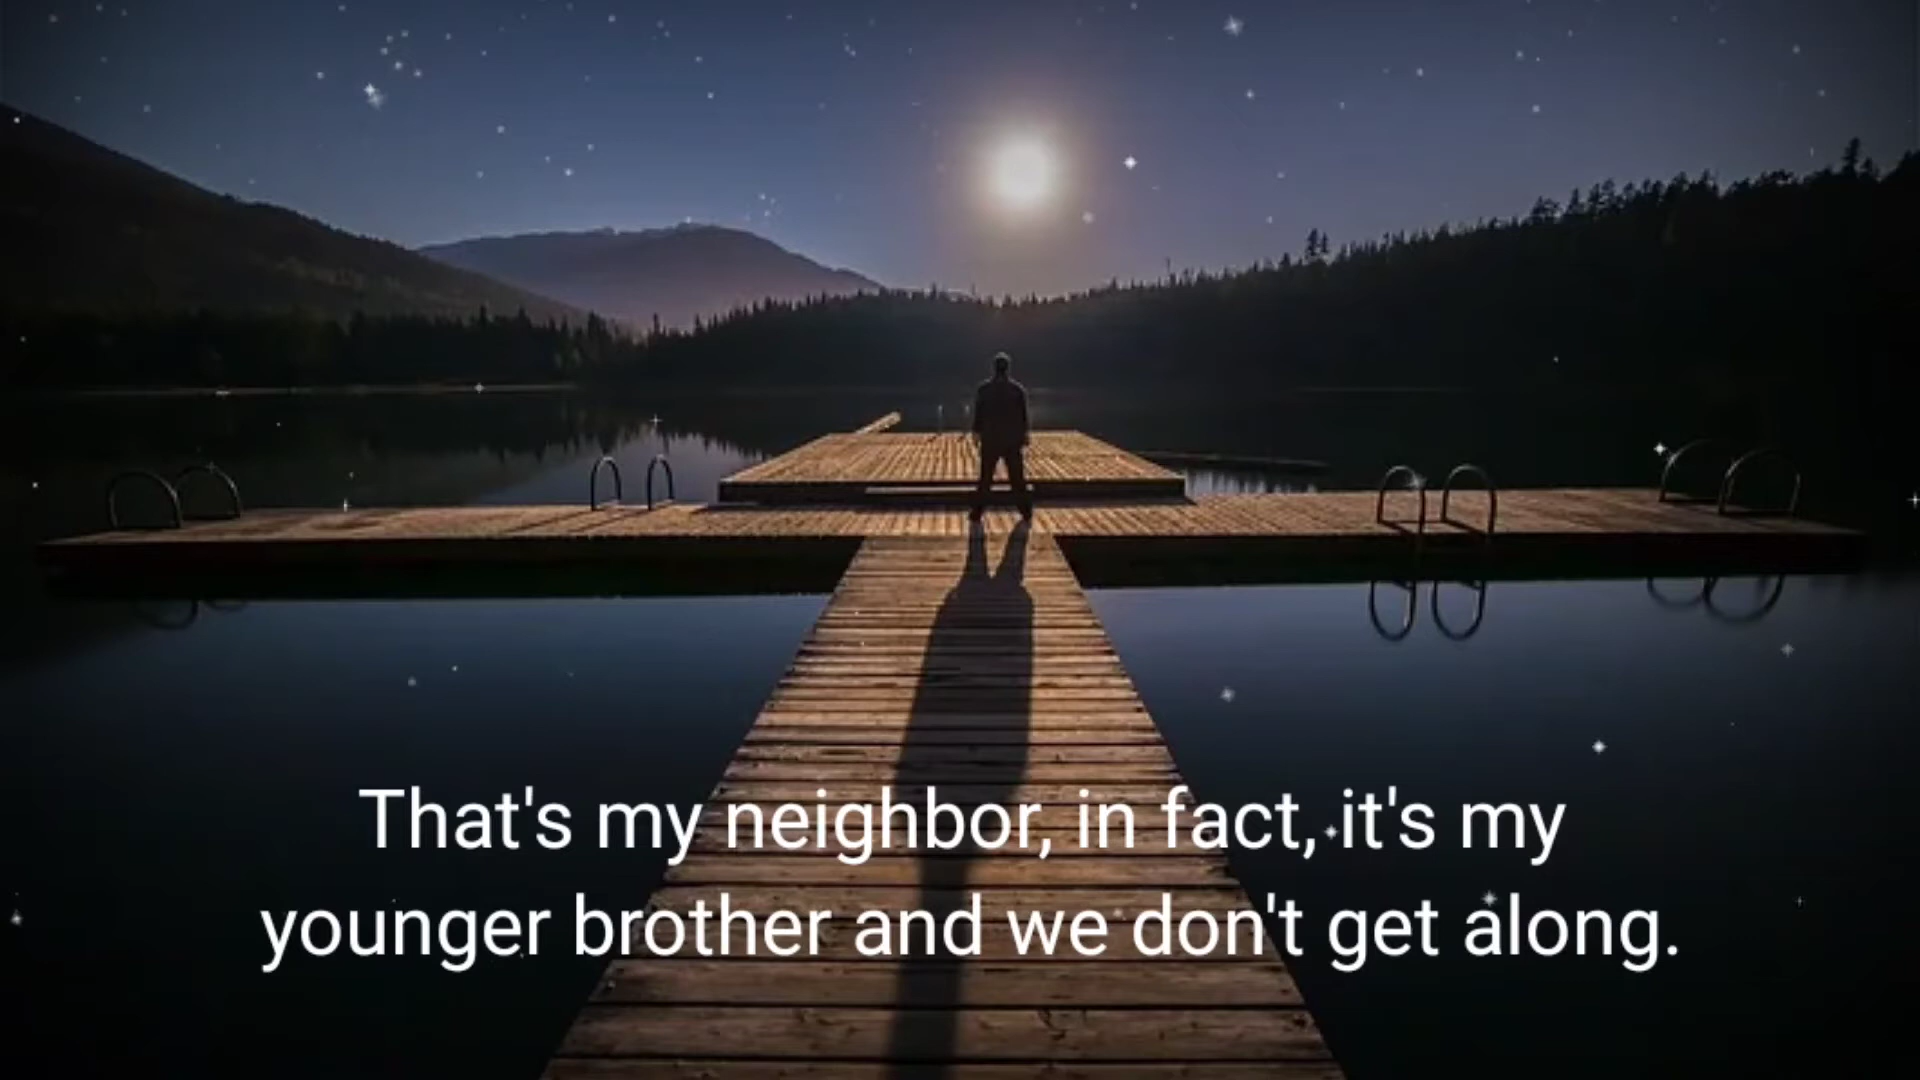 That's my neighbor, in fact, it's my
younger brother and we don't get along.